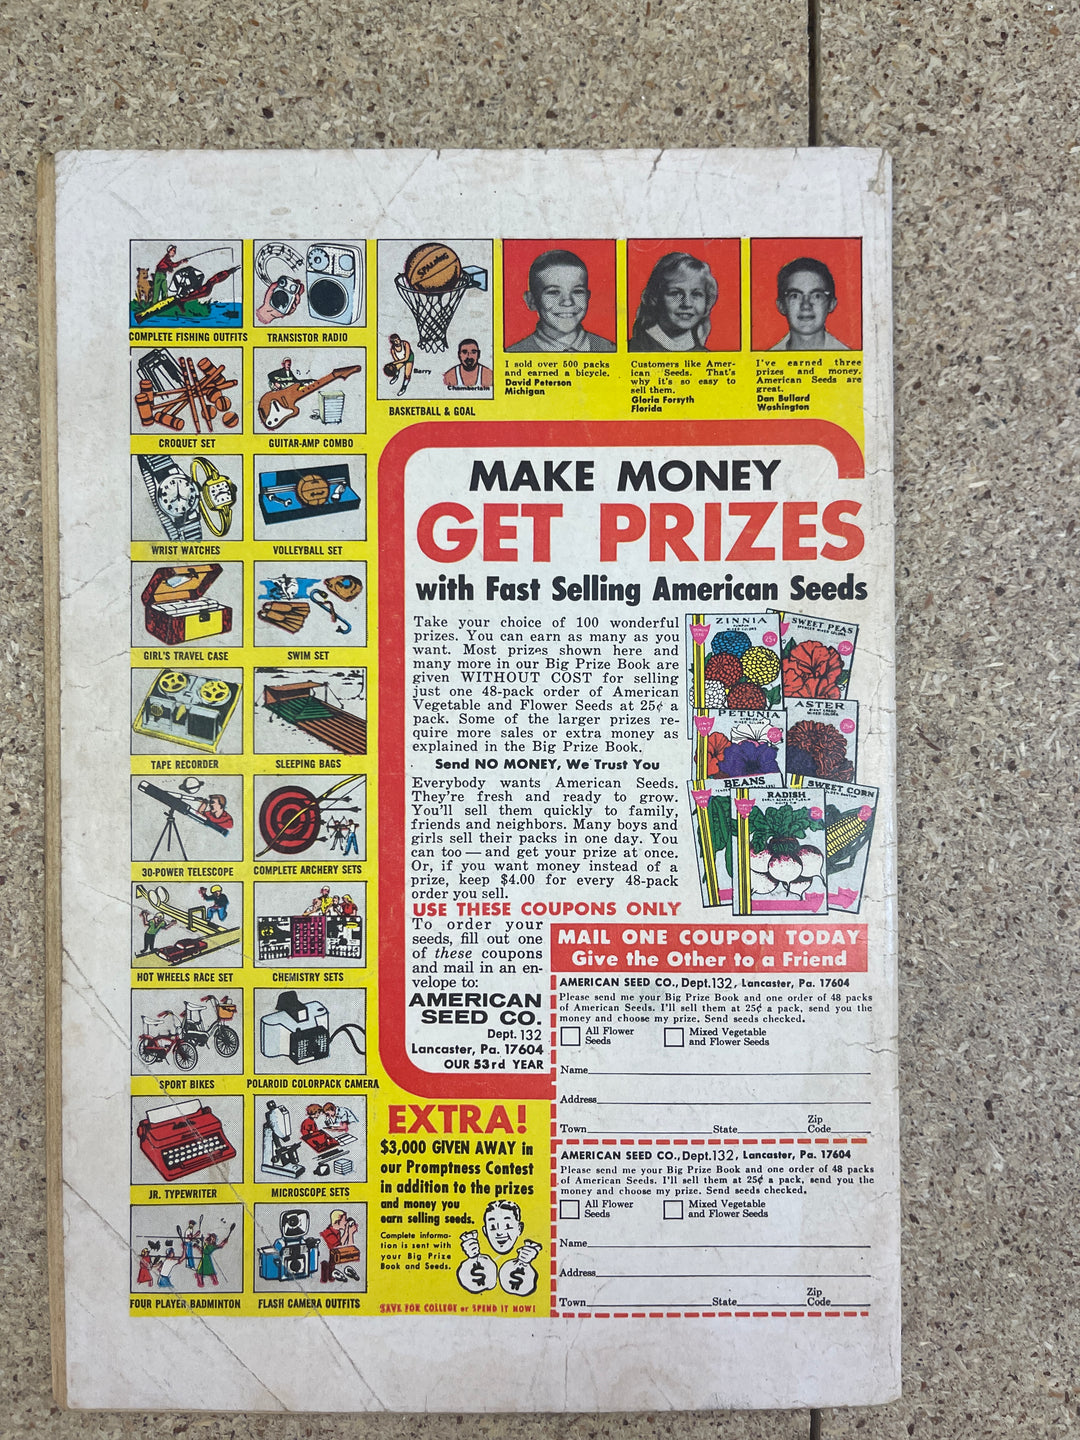 COMPLETE FISHING OUTFITS
TRANSISTOR RADIO
CROQUET SET
GUITAR-AMP COMBO
WRIST WATCHES
VOLLEYBALL SET
GIRL'S TRAVEL CASE
SWIM SET
TAPE RECORDER
SLEEPING BAGS
30-POWER TELESCOPE
COMPLETE ARCHERY SETS
HOT WHEELS RACE SET
CHEMISTRY SETS
SPORT BIKES
POLAROID COLORPACK CAMERA
JR. TYPEWRITER
MICROSCOPE SETS
FOUR PLAYER BADMINTON
FLASH CAMERA OUTFITS
SPALDING
Barry
Chamberlain
BASKETBALL & GOAL
I sold over 500 packs
and earned a bicycle.
David Peterson
Michigan
Customers like Amer-
ican Seeds. That's
why it's so easy to
sell them.
Gloria Forsyth
Florida
I've earned three
prizes and money.
American Seeds are
great.
Dan Bullard
Washington
MAKE MONEY
GET PRIZES
with Fast Selling American Seeds
Take your choice of 100 wonderful
prizes. You can earn as many as you
want. Most prizes shown here and
many more in our Big Prize Book are
given WITHOUT COST for selling
just one 48-pack order of American
Vegetable and Flower Seeds at 25¢ a
pack. Some of the larger prizes re-
quire more sales or extra money as
explained in the Big Prize Book.
Send NO MONEY, We Trust You
Everybody wants American Seeds.
They're fresh and ready to grow.
You'll sell them quickly to family,
friends and neighbors. Many boys and
girls sell their packs in one day. You
can too — and get your prize at once.
Or, if you want money instead of a
prize, keep $4.00 for every 48-pack
order you sell.
ZINNIA
25¢
SWEET PEAS
25¢
PETUNIA
25¢
ASTER
25¢
BEANS
RADISH
25¢
SWEET CORN
USE THESE COUPONS ONLY
To order your
seeds, fill out one
of these coupons
and mail in an en-
velope to:
AMERICAN
SEED CO.
Dept. 132
Lancaster, Pa. 17604
OUR 53rd YEAR
MAIL ONE COUPON TODAY
Give the Other to a Friend
AMERICAN SEED CO., Dept. 132, Lancaster, Pa. 17604
Please send me your Big Prize Book and one order of 48 packs
of American Seeds. I'll sell them at 25¢ a pack, send you the
money and choose my prize. Send seeds checked.
All Flower Seeds
Mixed Vegetable and Flower Seeds
Name
Address
Town State Zip Code
AMERICAN SEED CO., Dept. 132, Lancaster, Pa. 17604
Please send me your Big Prize Book and one order of 48 packs
of American Seeds. I'll sell them at 25¢ a pack, send you the
money and choose my prize. Send seeds checked.
All Flower Seeds
Mixed Vegetable and Flower Seeds
Name
Address
Town State Zip Code
EXTRA!
$3,000 GIVEN AWAY in
our Promptness Contest
in addition to the prizes
and money you
earn selling seeds.
Complete informa-
tion is sent with
your Big Prize
Book and Seeds.
$ $
SAVE FOR COLLEGE or SPEND IT NOW!